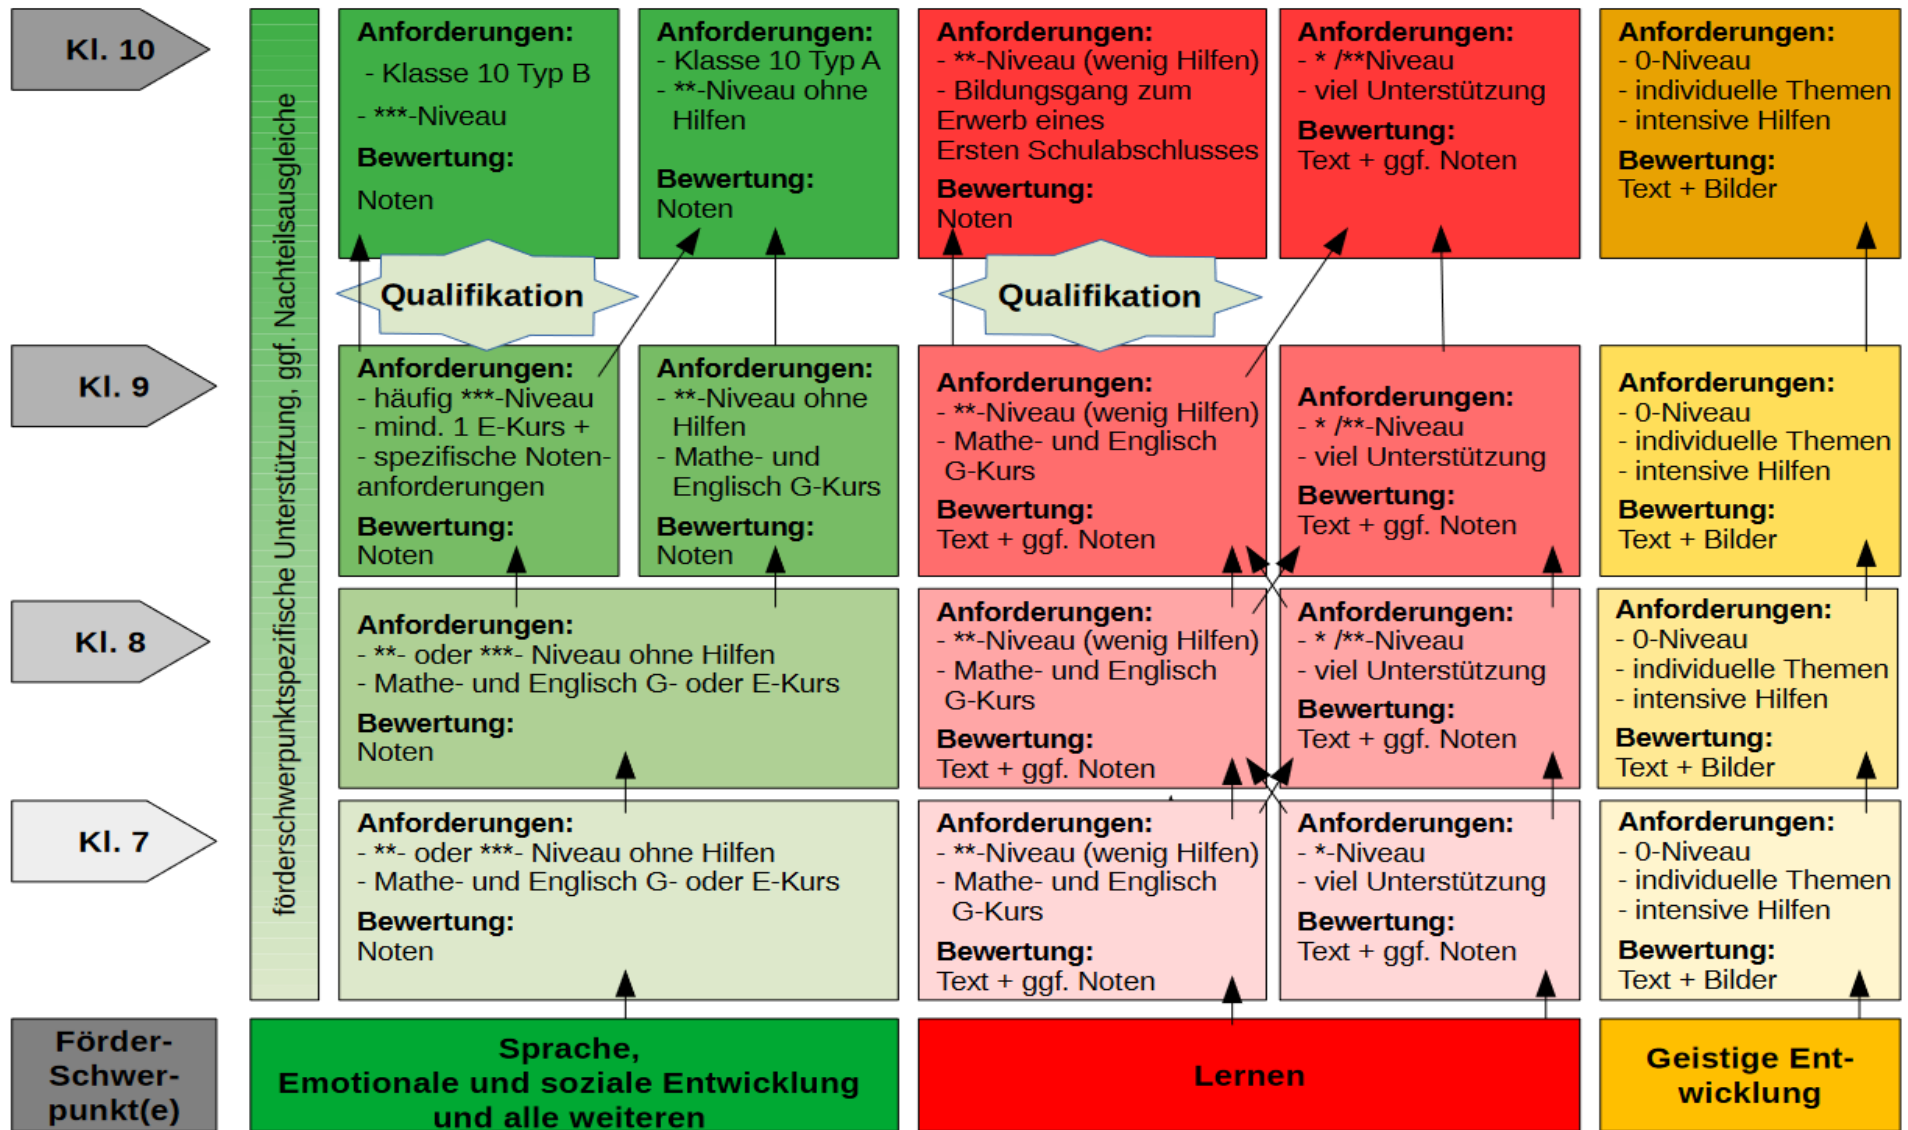 Kl. 10
Anforderungen:
- Klasse 10 Typ B
- ***-Niveau
Bewertung:
Noten
Anforderungen:
- Klasse 10 Typ A
- **-Niveau ohne
Hilfen
Bewertung:
Noten
Anforderungen:
- **-Niveau (wenig Hilfen)
- Bildungsgang zum
Erwerb eines
Ersten Schulabschlusses
Bewertung:
Noten
Anforderungen:
- * /**Niveau
- viel Unterstützung
Bewertung:
Text + ggf. Noten
Anforderungen:
- 0-Niveau
- individuelle Themen
- intensive Hilfen
Bewertung:
Text + Bilder
förderschwerpunktspezifische Unterstützung, ggf. Nachteilsausgleiche
Qualifikation
Qualifikation
Kl. 9
Anforderungen:
- häufig ***-Niveau
- mind. 1 E-Kurs +
- spezifische Noten-
anforderungen
Bewertung:
Noten
Anforderungen:
- **-Niveau ohne
Hilfen
- Mathe- und
Englisch G-Kurs
Bewertung:
Noten
Anforderungen:
- **-Niveau (wenig Hilfen)
- Mathe- und Englisch
G-Kurs
Bewertung:
Text + ggf. Noten
Anforderungen:
- * /**-Niveau
- viel Unterstützung
Bewertung:
Text + ggf. Noten
Anforderungen:
- 0-Niveau
- individuelle Themen
- intensive Hilfen
Bewertung:
Text + Bilder
Kl. 8
Anforderungen:
- **- oder ***- Niveau ohne Hilfen
- Mathe- und Englisch G- oder E-Kurs
Bewertung:
Noten
Anforderungen:
- **-Niveau (wenig Hilfen)
- Mathe- und Englisch
G-Kurs
Bewertung:
Text + ggf. Noten
Anforderungen:
- * /**-Niveau
- viel Unterstützung
Bewertung:
Text + ggf. Noten
Anforderungen:
- 0-Niveau
- individuelle Themen
- intensive Hilfen
Bewertung:
Text + Bilder
Kl. 7
Anforderungen:
- **- oder ***- Niveau ohne Hilfen
- Mathe- und Englisch G- oder E-Kurs
Bewertung:
Noten
Anforderungen:
- **-Niveau (wenig Hilfen)
- Mathe- und Englisch
G-Kurs
Bewertung:
Text + ggf. Noten
Anforderungen:
- *-Niveau
- viel Unterstützung
Bewertung:
Text + ggf. Noten
Anforderungen:
- 0-Niveau
- individuelle Themen
- intensive Hilfen
Bewertung:
Text + Bilder
Förder-
Schwer-
punkt(e)
Sprache,
Emotionale und soziale Entwicklung
und alle weiteren
Lernen
Geistige Ent-
wicklung